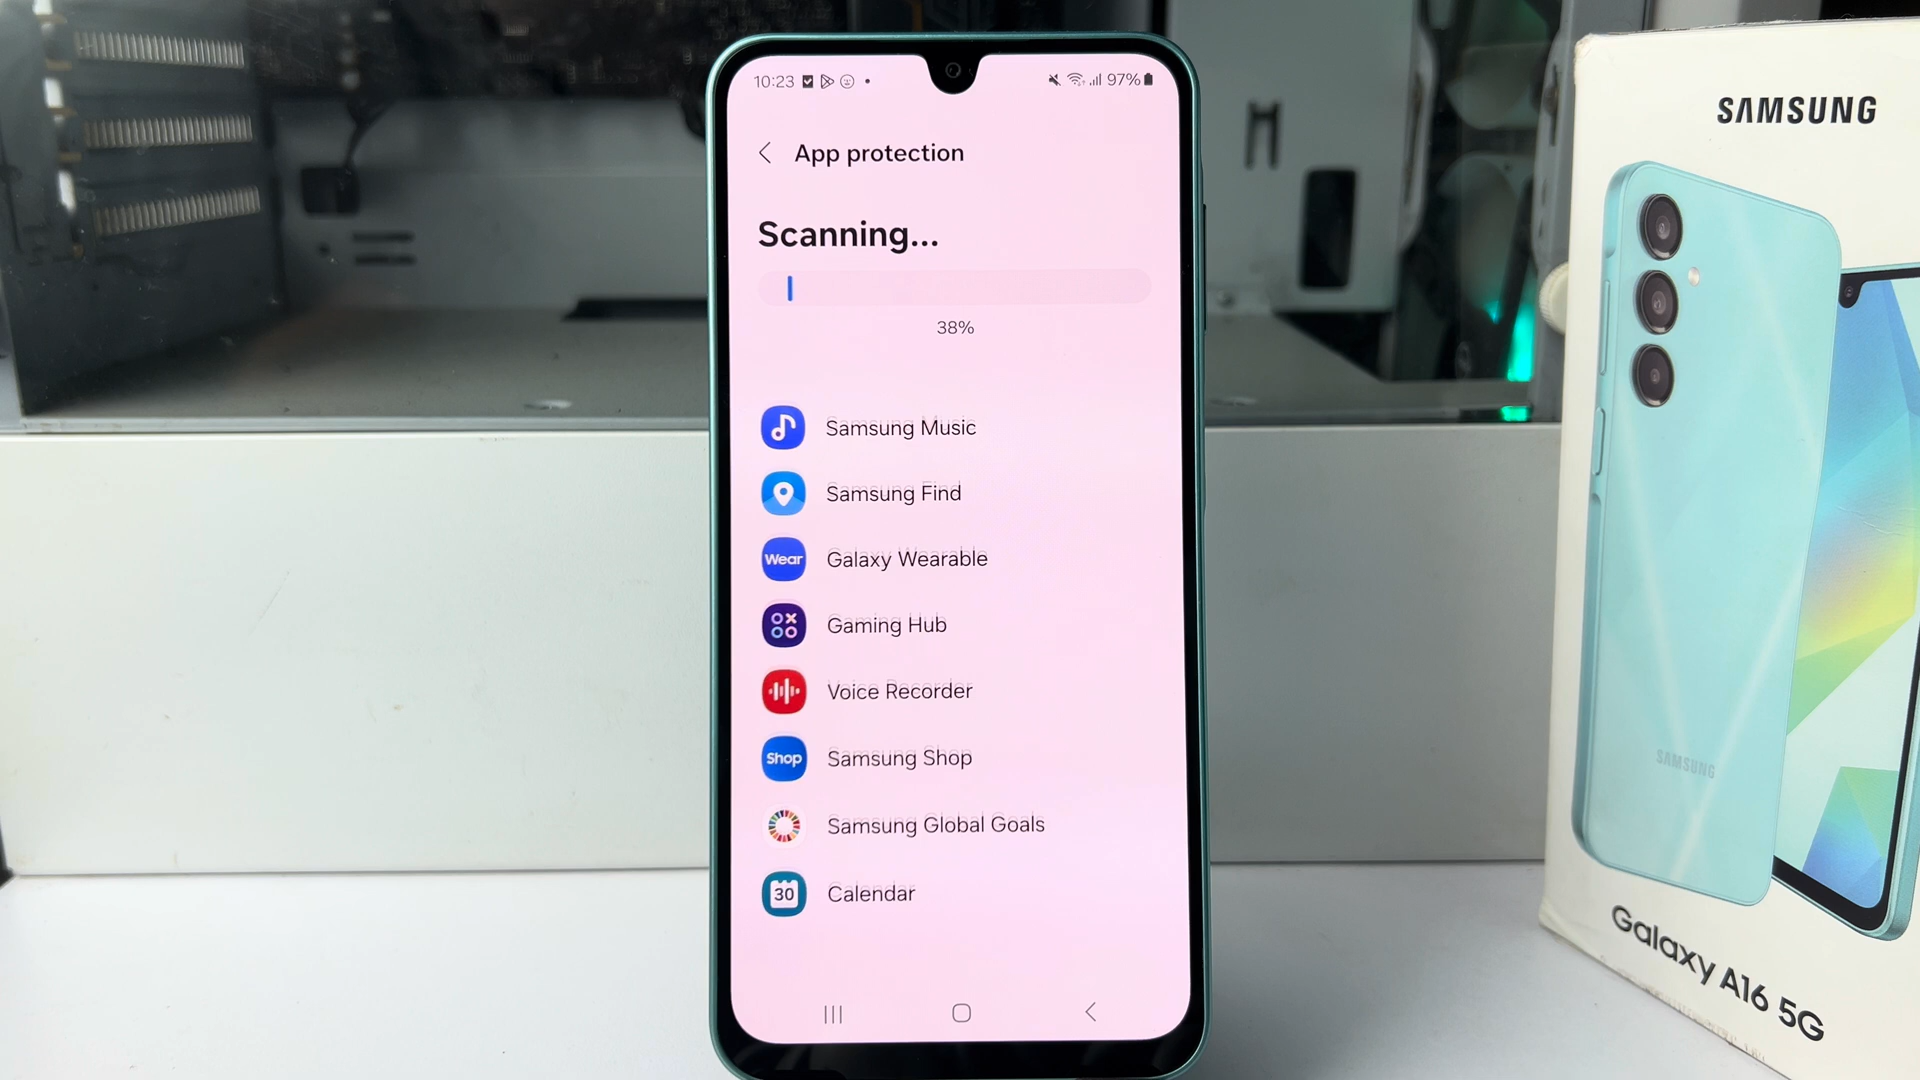 10:23
97%
App protection
Scanning...
38%
Samsung Music
Samsung Find
Wear
Galaxy Wearable
Gaming Hub
Voice Recorder
Shop
Samsung Shop
Samsung Global Goals
30
Calendar
SAMSUNG
SAMSUNG
Galaxy A16 5G